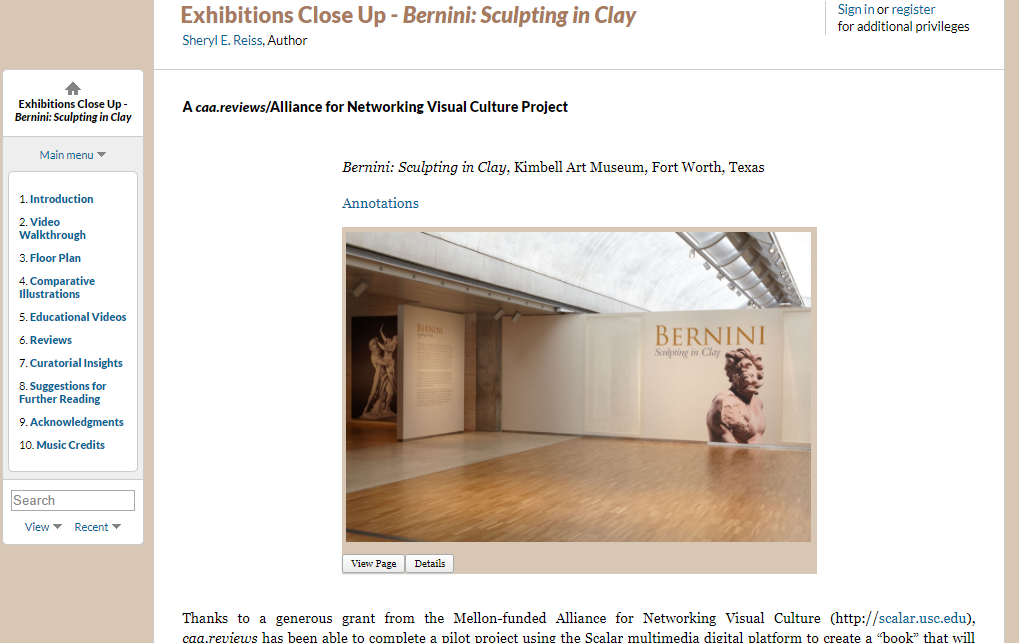 Exhibitions Close Up - Bernini: Sculpting in Clay
Sheryl E. Reiss, Author
Sign in or register
for additional privileges
Exhibitions Close Up -
Bernini: Sculpting in Clay
Main menu
1. Introduction
2. Video
Walkthrough
3. Floor Plan
4. Comparative
Illustrations
5. Educational Videos
6. Reviews
7. Curatorial Insights
8. Suggestions for
Further Reading
9. Acknowledgments
10. Music Credits
Search
View
Recent
A caa.reviews/Alliance for Networking Visual Culture Project
Bernini: Sculpting in Clay, Kimbell Art Museum, Fort Worth, Texas
Annotations
BERNINI
BERNINI
Sculpting in Clay
View Page
Details
Thanks to a generous grant from the Mellon-funded Alliance for Networking Visual Culture (http://scalar.usc.edu),
caa.reviews has been able to complete a pilot project using the Scalar multimedia digital platform to create a “book” that will